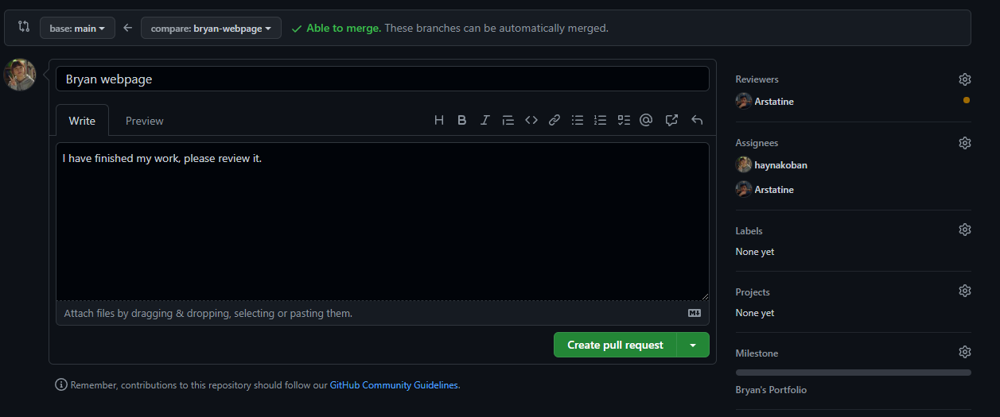 base: main compare: bryan-webpage Able to merge. These branches can be automatically merged.
Bryan webpage
Write Preview
I have finished my work, please review it.
Attach files by dragging & dropping, selecting or pasting them.
Create pull request
Remember, contributions to this repository should follow our GitHub Community Guidelines.
Reviewers
Arstatine
Assignees
haynakoban
Arstatine
Labels
None yet
Projects
None yet
Milestone
Bryan's Portfolio